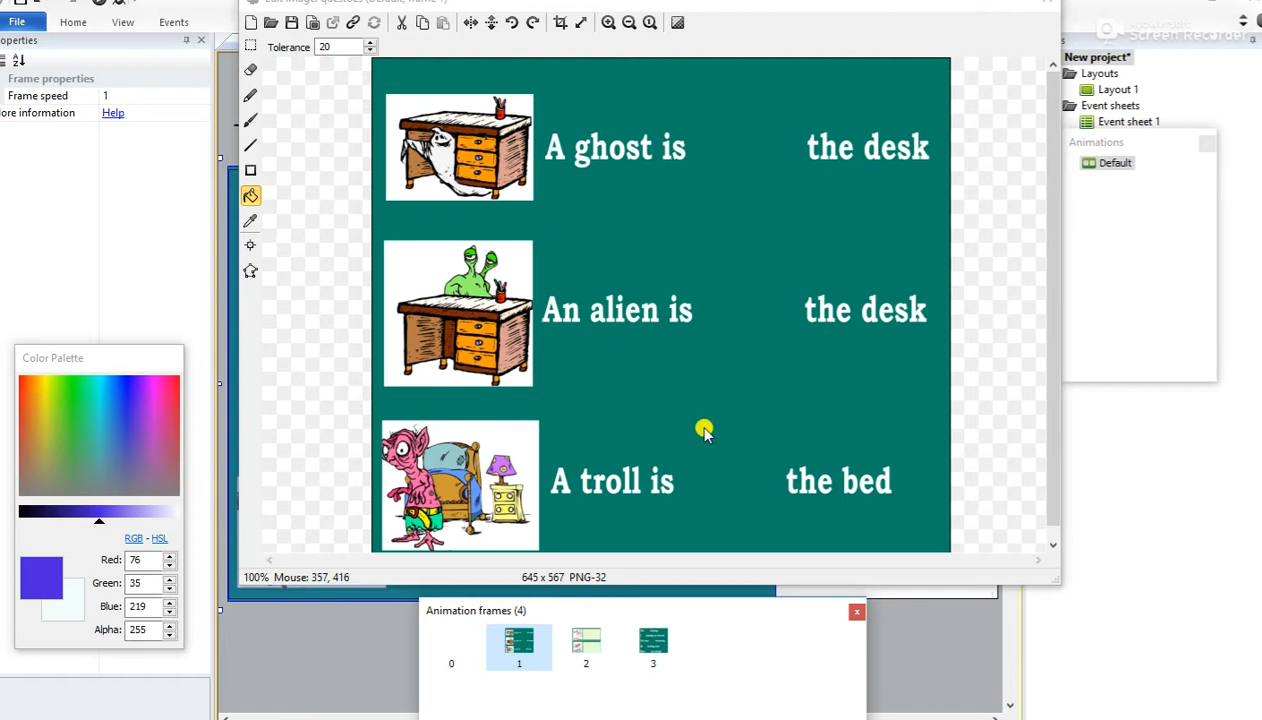 File
Home
View
Events
Screen Recorder
operties
Frame properties
Frame speed 1
ore information Help
Tolerance 20
New project*
Layouts
Layout 1
Event sheets
Event sheet 1
Animations
Default
A ghost is the desk
An alien is the desk
A troll is the bed
Color Palette
RGB - HSL
Red: 76
Green: 35
Blue: 219
Alpha: 255
100% Mouse: 357, 416
645 x 567 PNG-32
Animation frames (4)
0
1
2
3